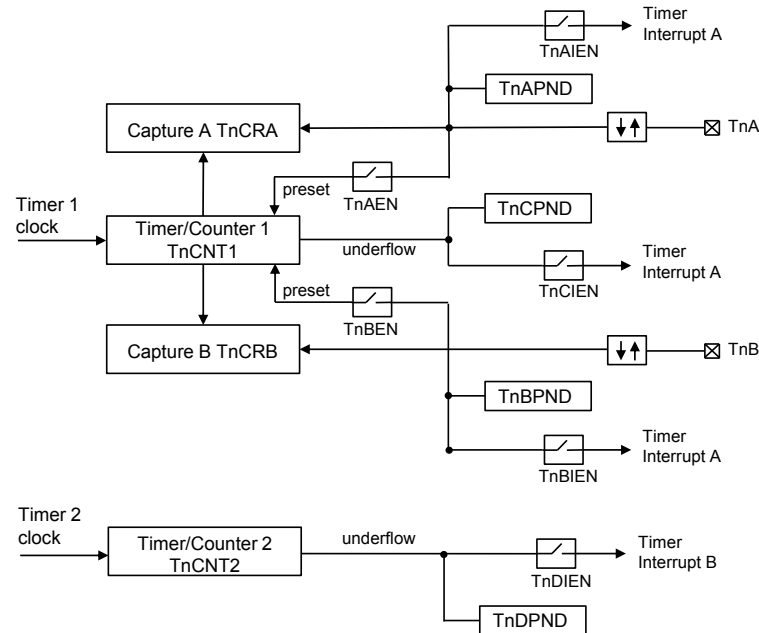 Timer
Interrupt A
TnAIEN
TnAPND
Capture A TnCRA
TnA
preset
TnAEN
Timer 1
clock
Timer/Counter 1
TnCNT1
underflow
TnCPND
Timer
Interrupt A
TnCIEN
preset
TnBEN
Capture B TnCRB
TnB
TnBPND
Timer
Interrupt A
TnBIEN
Timer 2
clock
Timer/Counter 2
TnCNT2
underflow
Timer
Interrupt B
TnDIEN
TnDPND